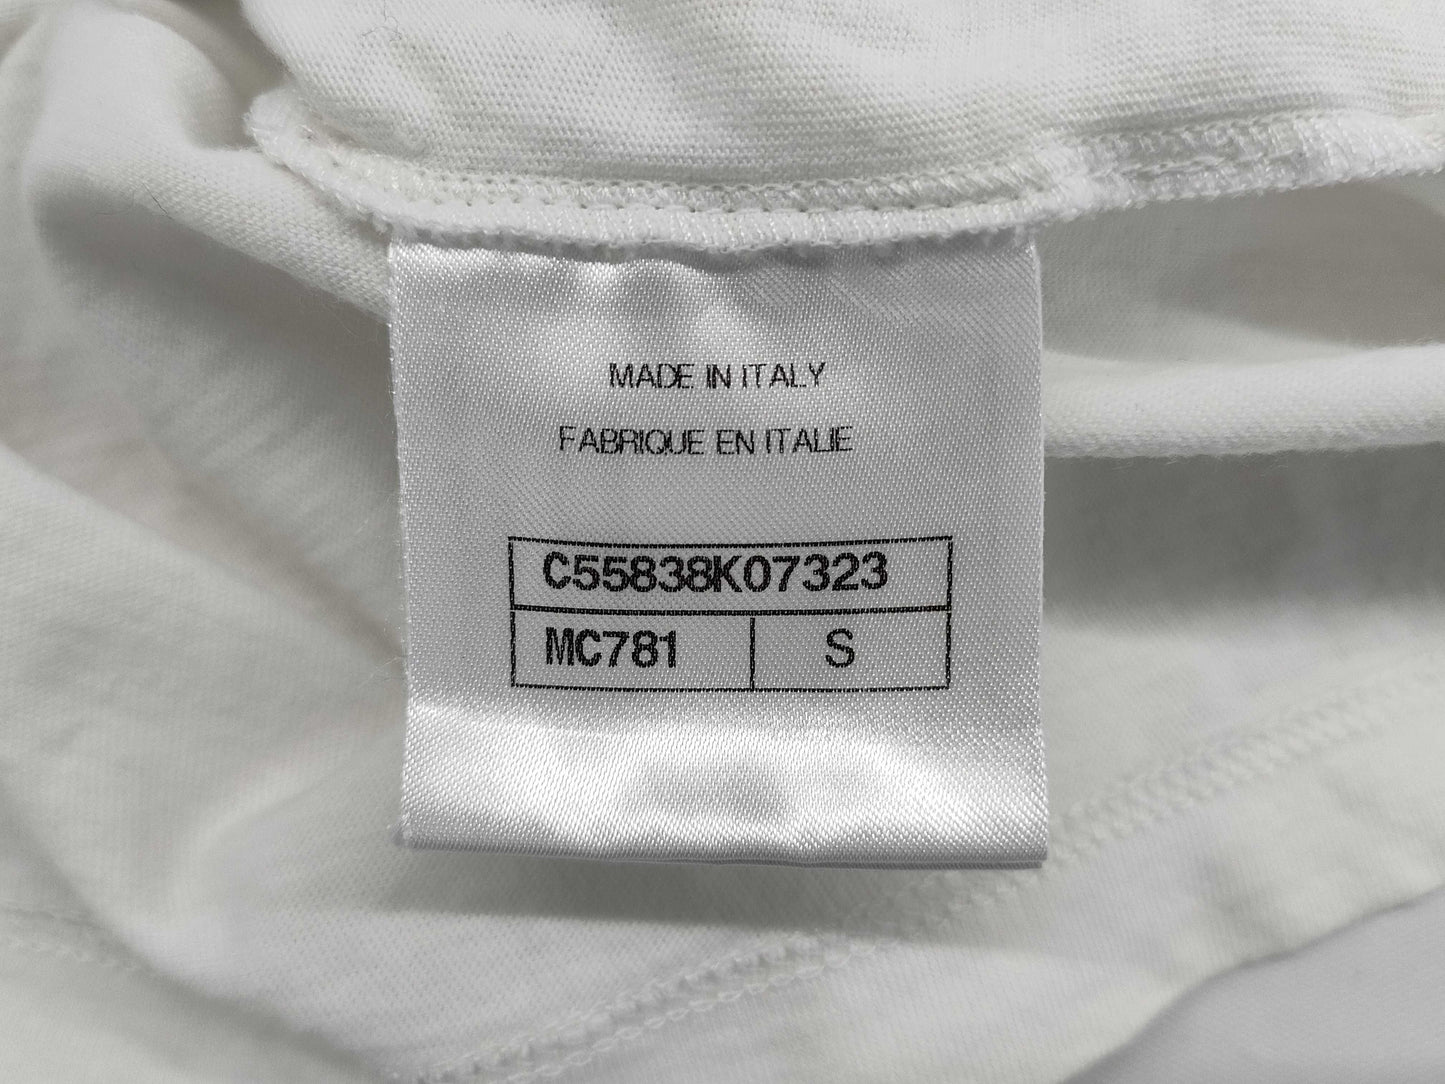 MADE IN ITALY
FABRIQUE EN ITALIE
C55838K07323
MC781 S